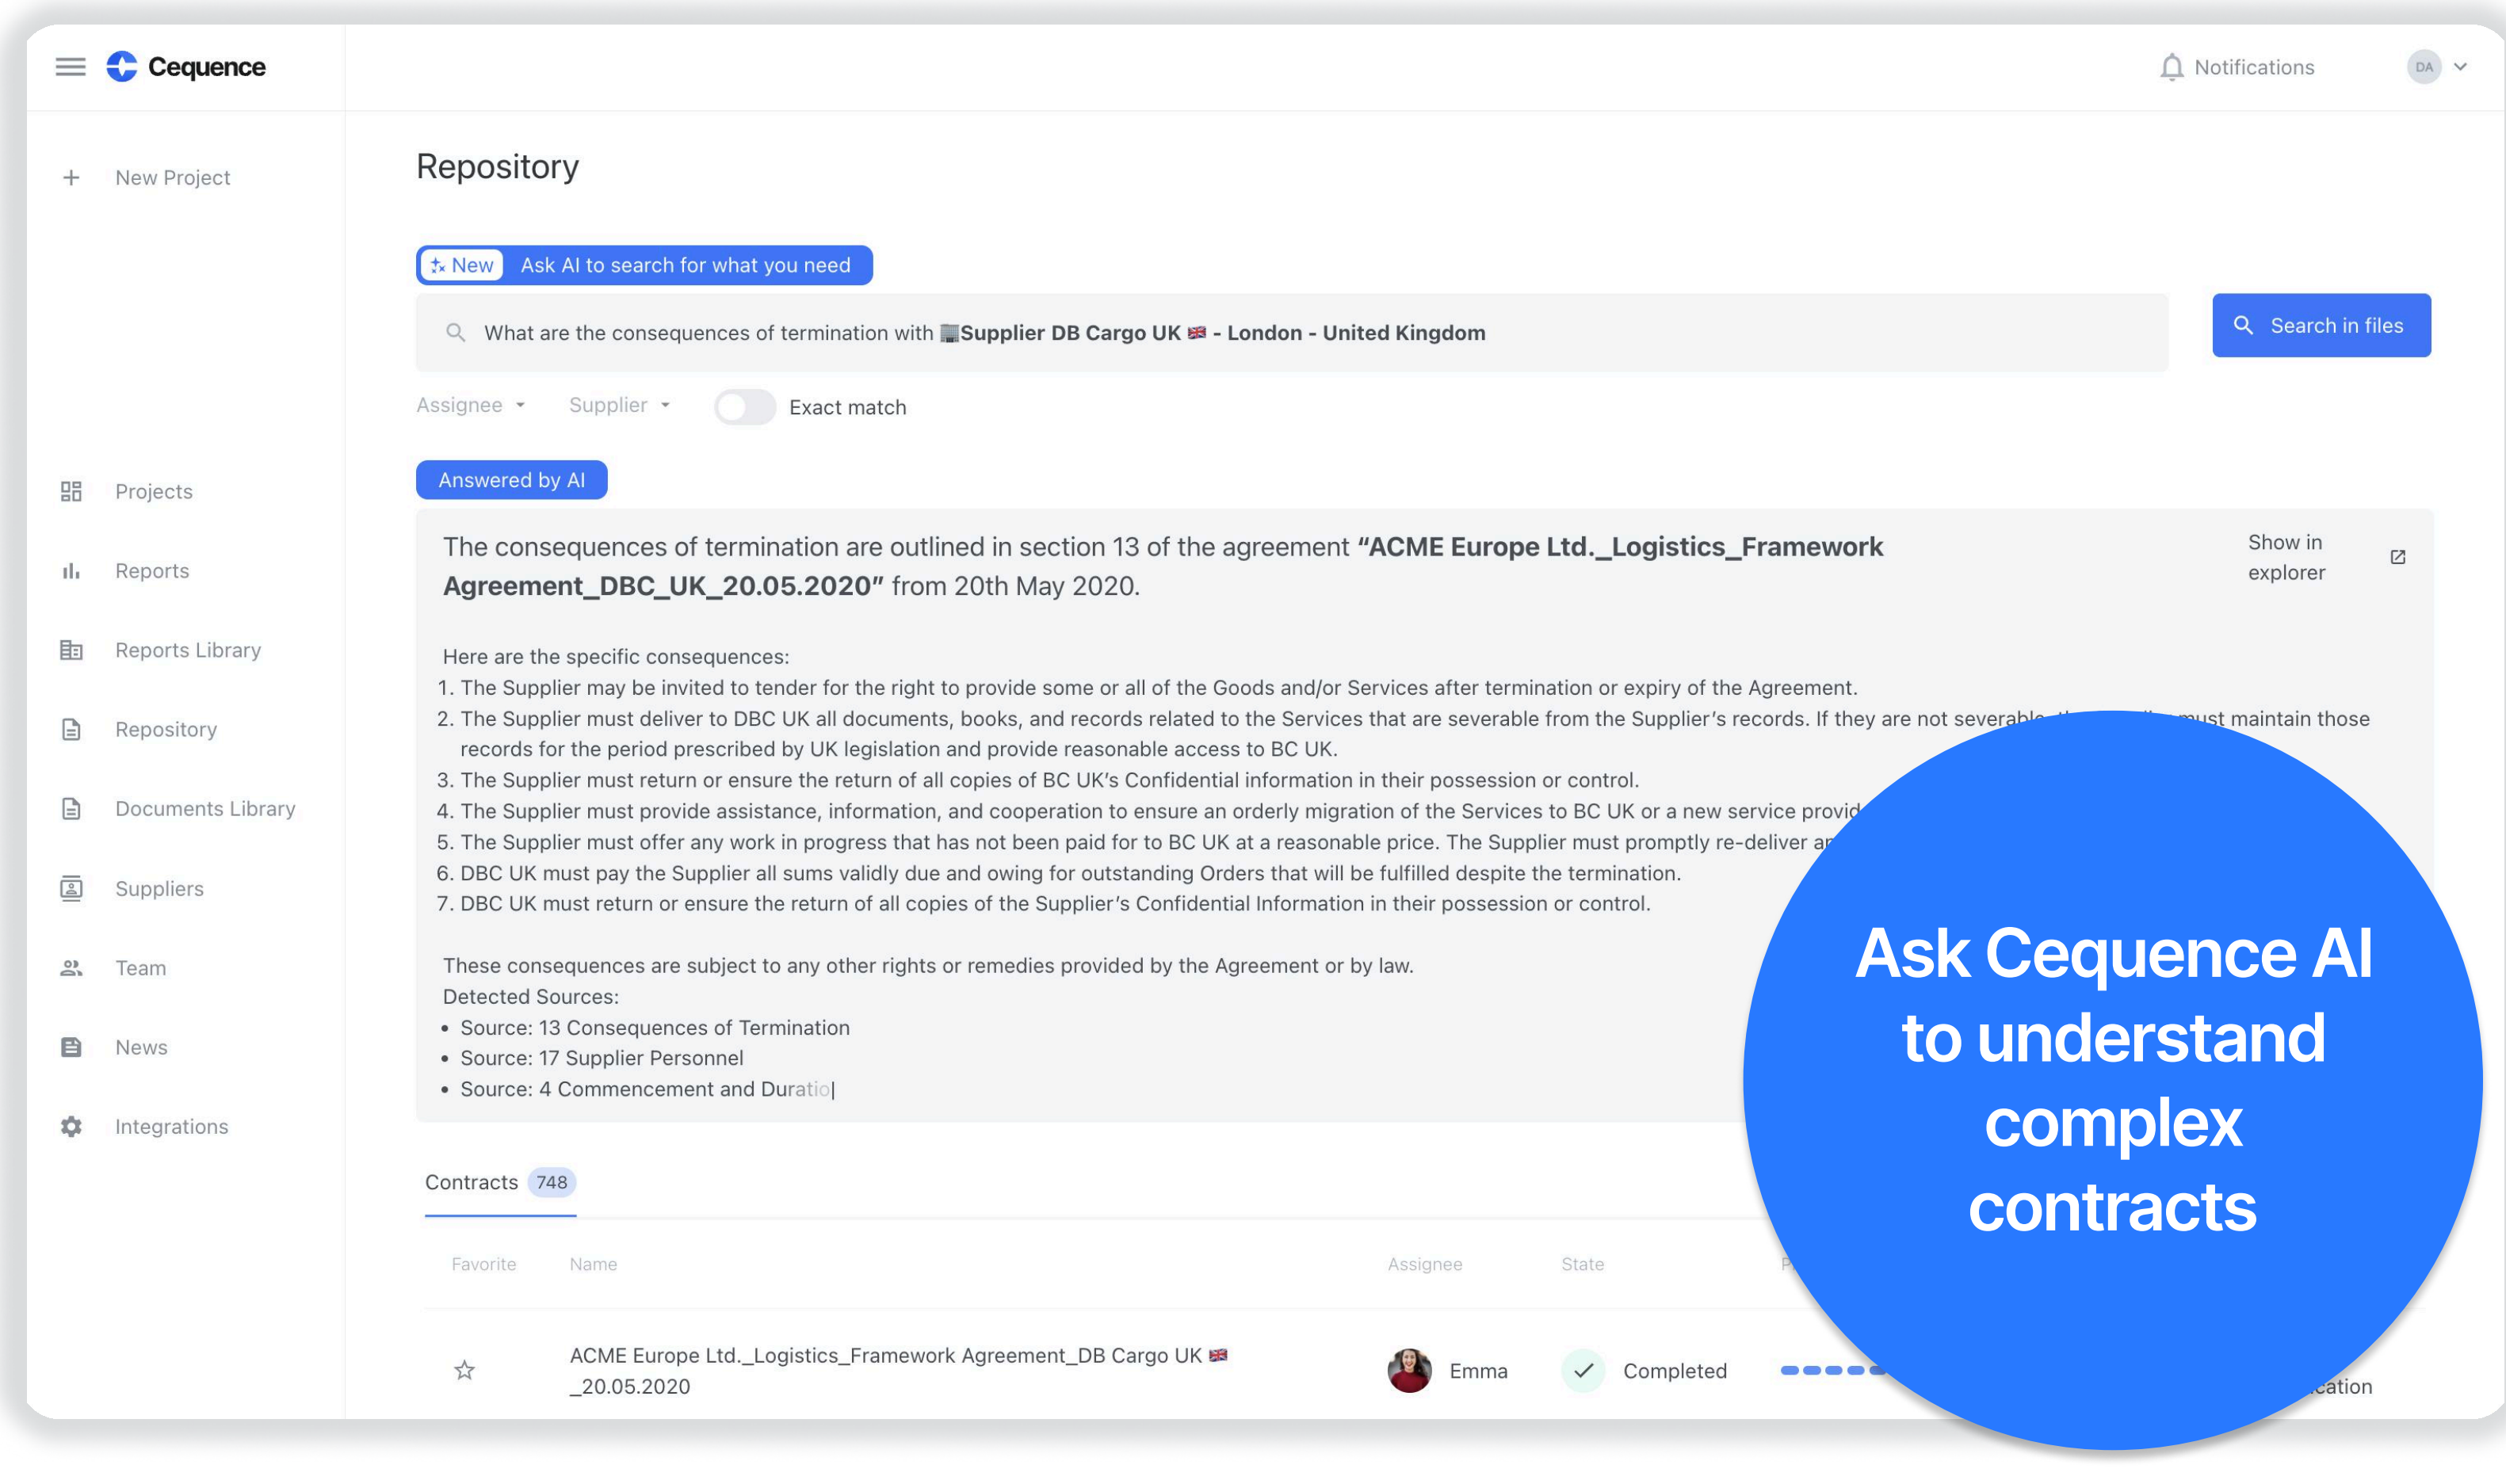 Cequence
Notifications
DA
New Project
Projects
Reports
Reports Library
Repository
Documents Library
Suppliers
Team
News
Integrations
Repository
New Ask AI to search for what you need
What are the consequences of termination with Supplier DB Cargo UK - London - United Kingdom
Search in files
Assignee
Supplier
Exact match
Answered by AI
The consequences of termination are outlined in section 13 of the agreement “ACME Europe Ltd._Logistics_Framework
Agreement_DBC_UK_20.05.2020” from 20th May 2020.
Show in
explorer
Here are the specific consequences:
1. The Supplier may be invited to tender for the right to provide some or all of the Goods and/or Services after termination or expiry of the Agreement.
2. The Supplier must deliver to DBC UK all documents, books, and records related to the Services that are severable from the Supplier’s records. If they are not severable must maintain those
records for the period prescribed by UK legislation and provide reasonable access to BC UK.
3. The Supplier must return or ensure the return of all copies of BC UK’s Confidential information in their possession or control.
4. The Supplier must provide assistance, information, and cooperation to ensure an orderly migration of the Services to BC UK or a new service provid
5. The Supplier must offer any work in progress that has not been paid for to BC UK at a reasonable price. The Supplier must promptly re-deliver
6. DBC UK must pay the Supplier all sums validly due and owing for outstanding Orders that will be fulfilled despite the termination.
7. DBC UK must return or ensure the return of all copies of the Supplier’s Confidential Information in their possession or control.
These consequences are subject to any other rights or remedies provided by the Agreement or by law.
Detected Sources:
• Source: 13 Consequences of Termination
• Source: 17 Supplier Personnel
• Source: 4 Commencement and Duratio
Ask Cequence AI
to understand
complex
contracts
Contracts 748
Favorite
Name
Assignee
State
ACME Europe Ltd._Logistics_Framework Agreement_DB Cargo UK
_20.05.2020
Emma
Completed
cation